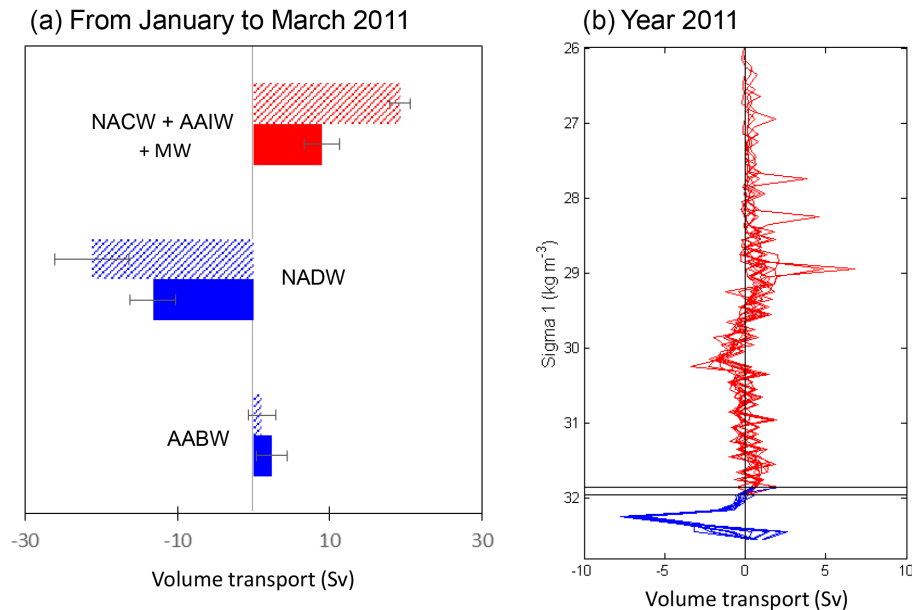 (a) From January to March 2011
NACW + AAIW
+ MW
NADW
AABW
-30
-10
10
30
Volume transport (Sv)
(b) Year 2011
26
27
28
29
30
31
32
Sigma 1 (kg m⁻³)
-10
-5
0
5
10
Volume transport (Sv)